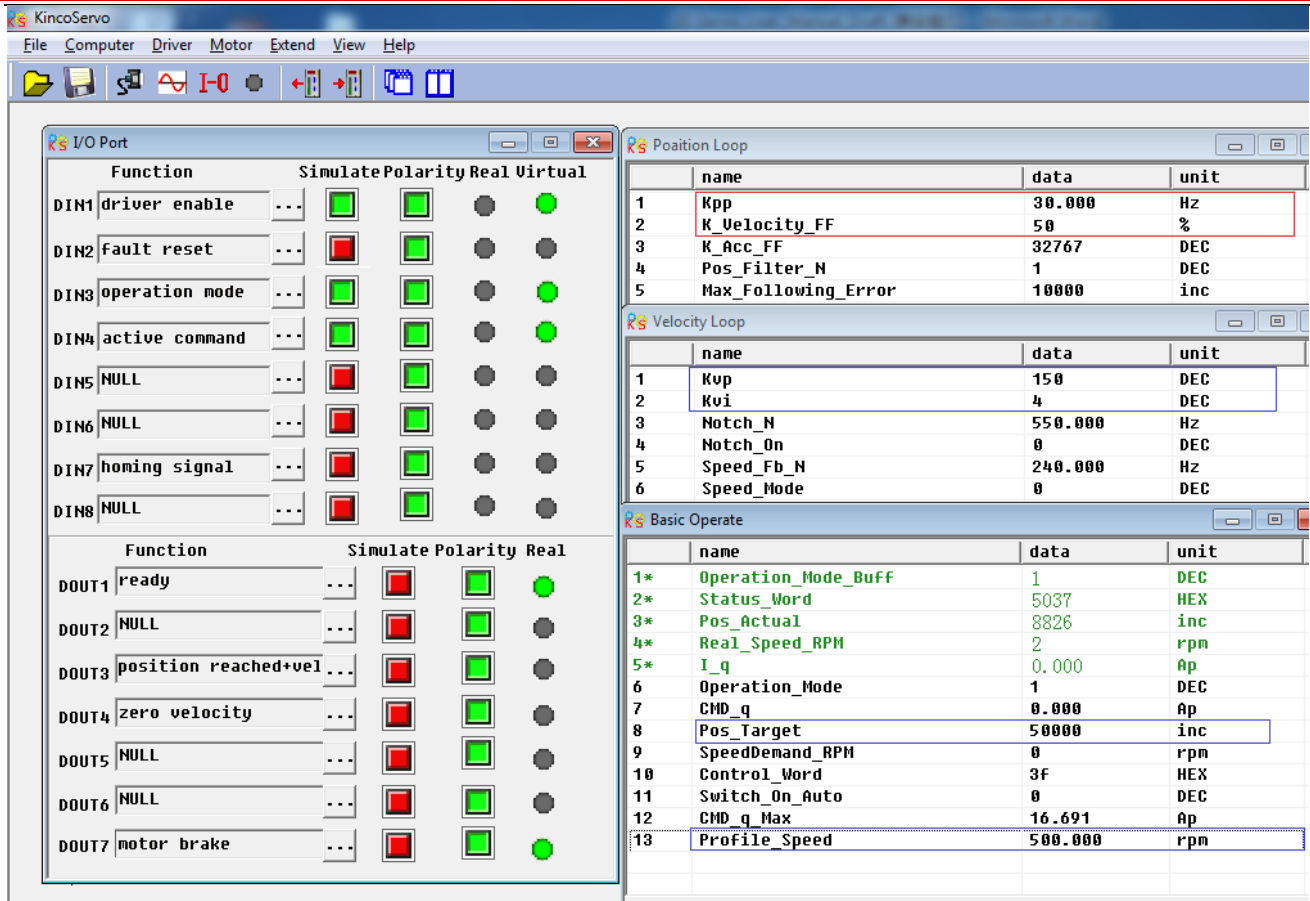 KincoServo
File Computer Driver Motor Extend View Help
I-O
I/O Port
Function Simulate Polarity Real Virtual
DIN1 driver enable ...
DIN2 fault reset ...
DIN3 operation mode ...
DIN4 active command ...
DIN5 NULL ...
DIN6 NULL ...
DIN7 homing signal ...
DIN8 NULL ...
Function Simulate Polarity Real
DOUT1 ready ...
DOUT2 NULL ...
DOUT3 position reached+vel ...
DOUT4 zero velocity ...
DOUT5 NULL ...
DOUT6 NULL ...
DOUT7 motor brake ...
Poaition Loop
name data unit
1 Kpp 30.000 Hz
2 K_Velocity_FF 50 %
3 K_Acc_FF 32767 DEC
4 Pos_Filter_N 1 DEC
5 Max_Following_Error 10000 inc
Velocity Loop
name data unit
1 Kvp 150 DEC
2 Kvi 4 DEC
3 Notch_N 550.000 Hz
4 Notch_On 0 DEC
5 Speed_Fb_N 240.000 Hz
6 Speed_Mode 0 DEC
Basic Operate
name data unit
1* Operation_Mode_Buff 1 DEC
2* Status_Word 5037 HEX
3* Pos_Actual 8826 inc
4* Real_Speed_RPM 2 rpm
5* I_q 0.000 Ap
6 Operation_Mode 1 DEC
7 CMD_q 0.000 Ap
8 Pos_Target 50000 inc
9 SpeedDemand_RPM 0 rpm
10 Control_Word 3f HEX
11 Switch_On_Auto 0 DEC
12 CMD_q_Max 16.691 Ap
13 Profile_Speed 500.000 rpm